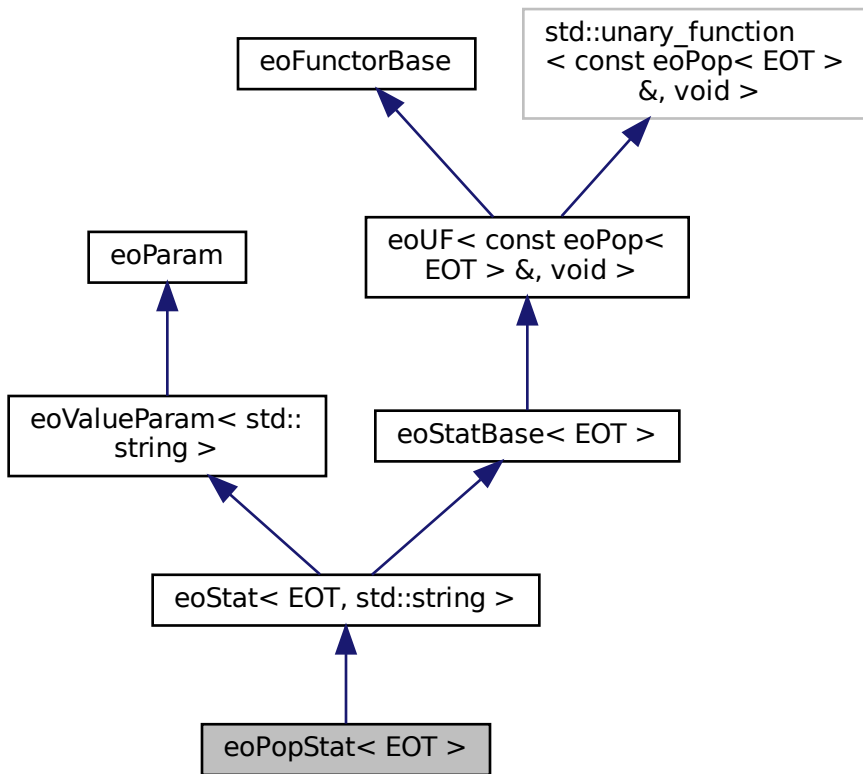 std::unary_function
< const eoPop< EOT >
&, void >
eoFunctorBase
eoUF< const eoPop<
EOT > &, void >
eoParam
eoValueParam< std::
string >
eoStatBase< EOT >
eoStat< EOT, std::string >
eoPopStat< EOT >